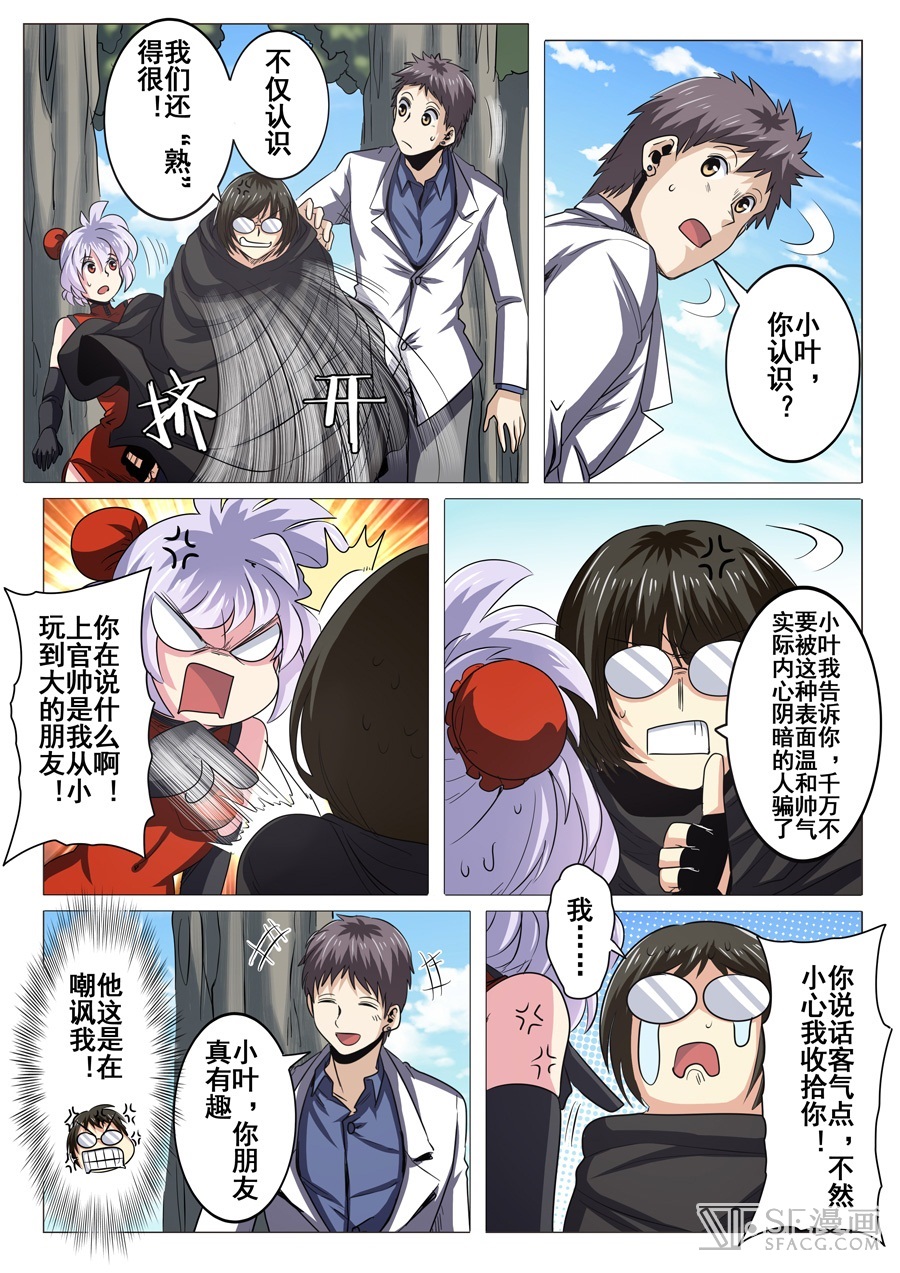 小叶，
你认识？
不仅认识
我们还“熟”
得很！
挤开
小叶我告诉你，千万不
要被这种表面温和帅气
实际内心阴暗的人骗了
你在说什么啊！
上官帅是我从小
玩到大的朋友！
你说话客气点，不然
小心我收拾你！
我……
小叶，你朋友
真有趣
他这是在
嘲讽我！
SF漫画
SFACG.COM